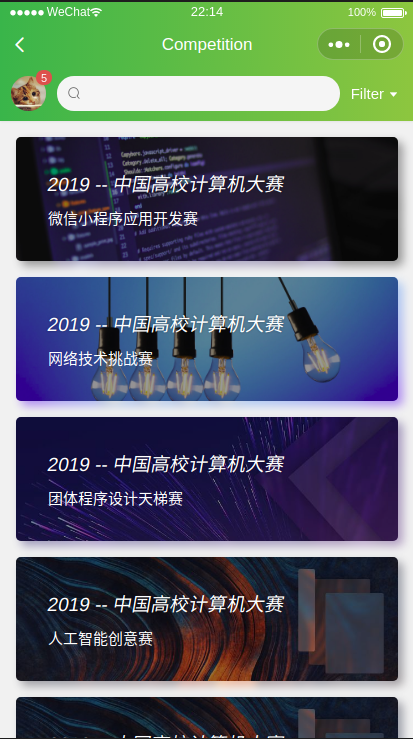 WeChat 22:14 100%
Competition
5 Filter
2019 -- 中国高校计算机大赛
微信小程序应用开发赛
2019 -- 中国高校计算机大赛
网络技术挑战赛
2019 -- 中国高校计算机大赛
团体程序设计天梯赛
2019 -- 中国高校计算机大赛
人工智能创意赛